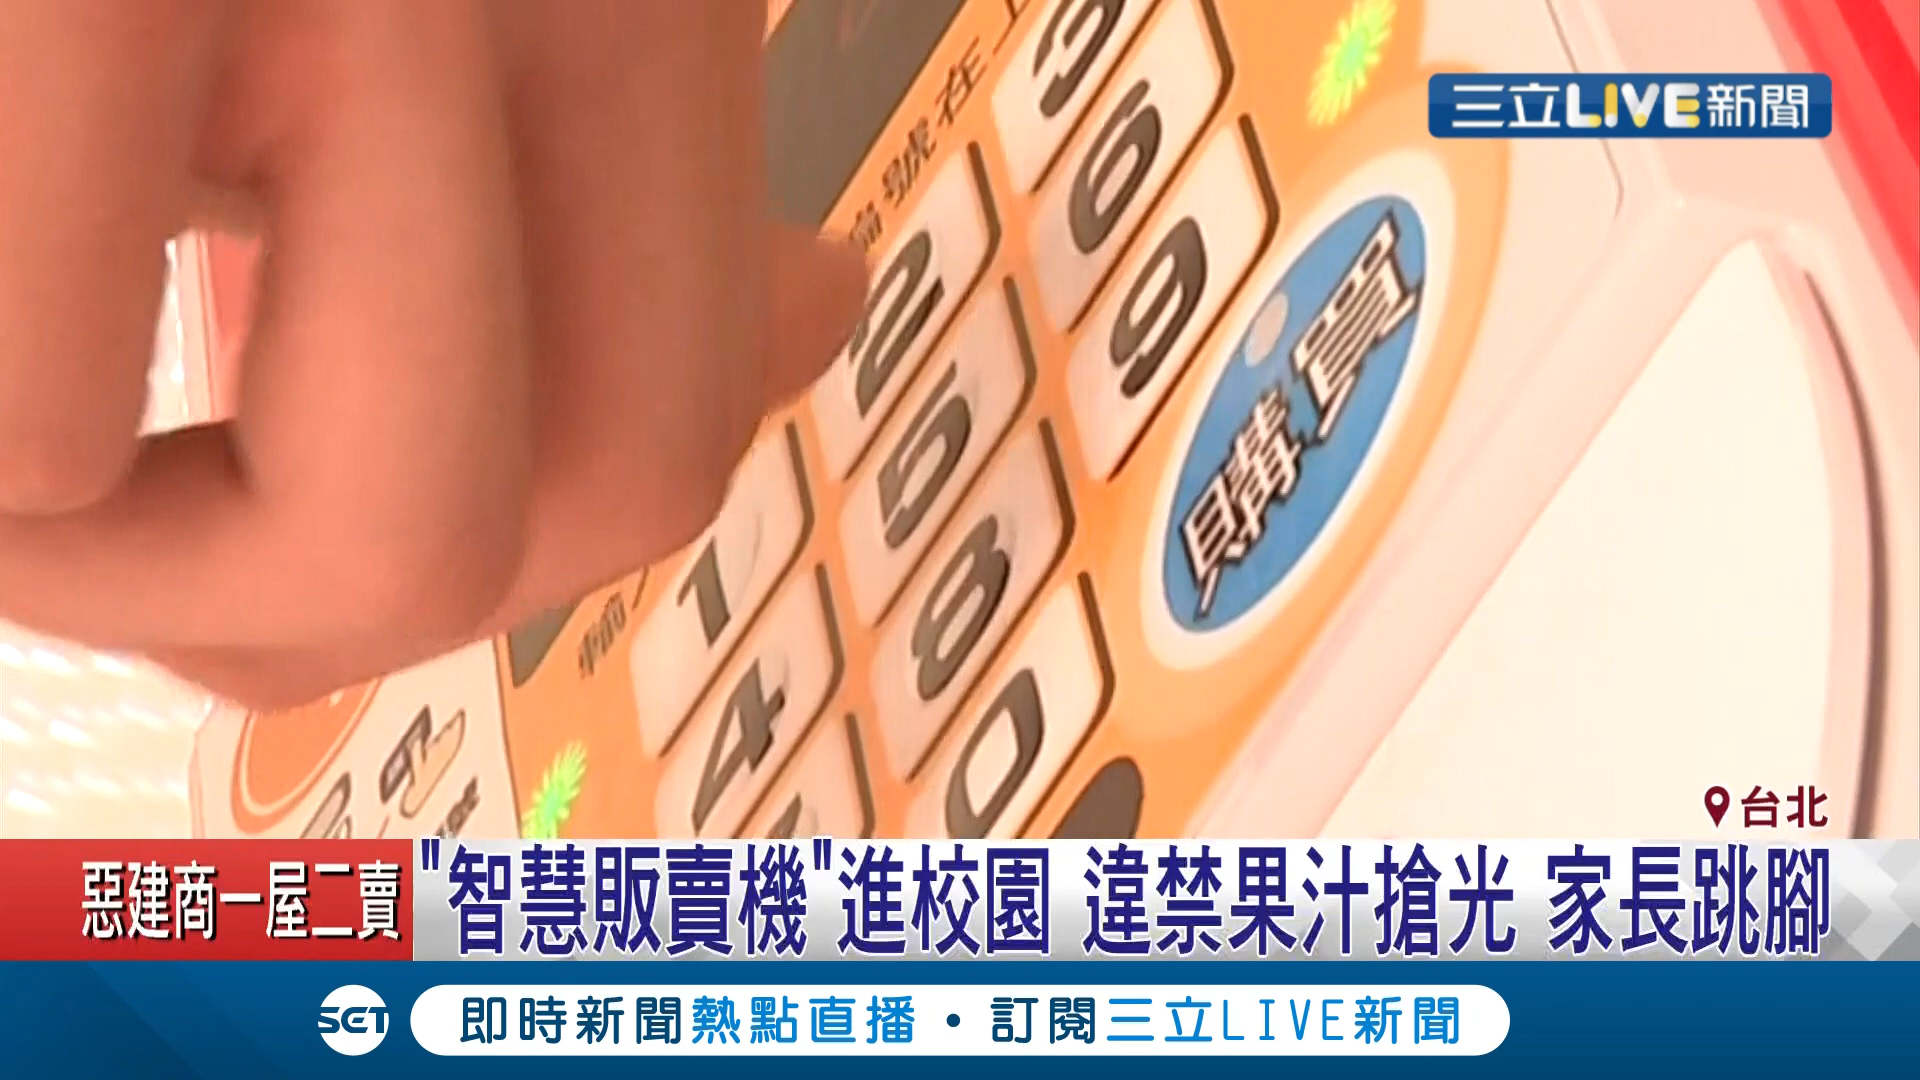 三立LIVE新聞
號在
3
6
9
2
5
8
0
1
4
購買
台北
惡建商一屋二賣
"智慧販賣機"進校園 違禁果汁搶光 家長跳腳
SET
即時新聞熱點直播・訂閱三立LIVE新聞